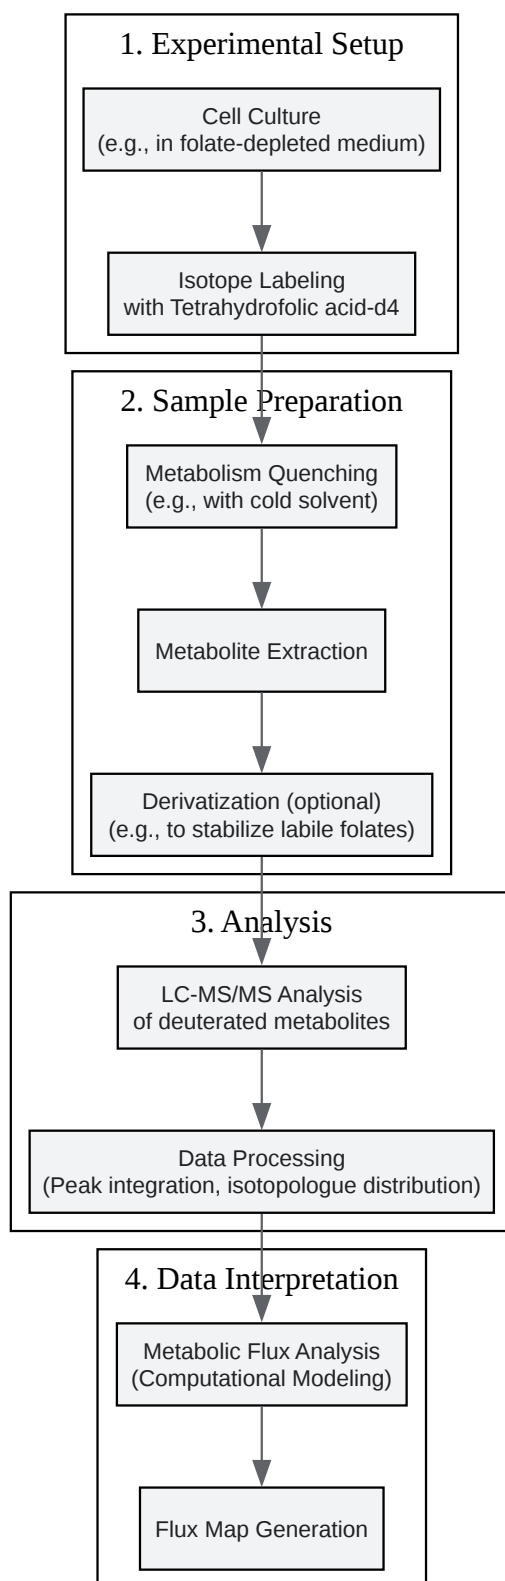 1. Experimental Setup
Cell Culture
(e.g., in folate-depleted medium)
Isotope Labeling
with Tetrahydrofolic acid-d4
2. Sample Preparation
Metabolism Quenching
(e.g., with cold solvent)
Metabolite Extraction
Derivatization (optional)
(e.g., to stabilize labile folates)
3. Analysis
LC-MS/MS Analysis
of deuterated metabolites
Data Processing
(Peak integration, isotopologue distribution)
4. Data Interpretation
Metabolic Flux Analysis
(Computational Modeling)
Flux Map Generation